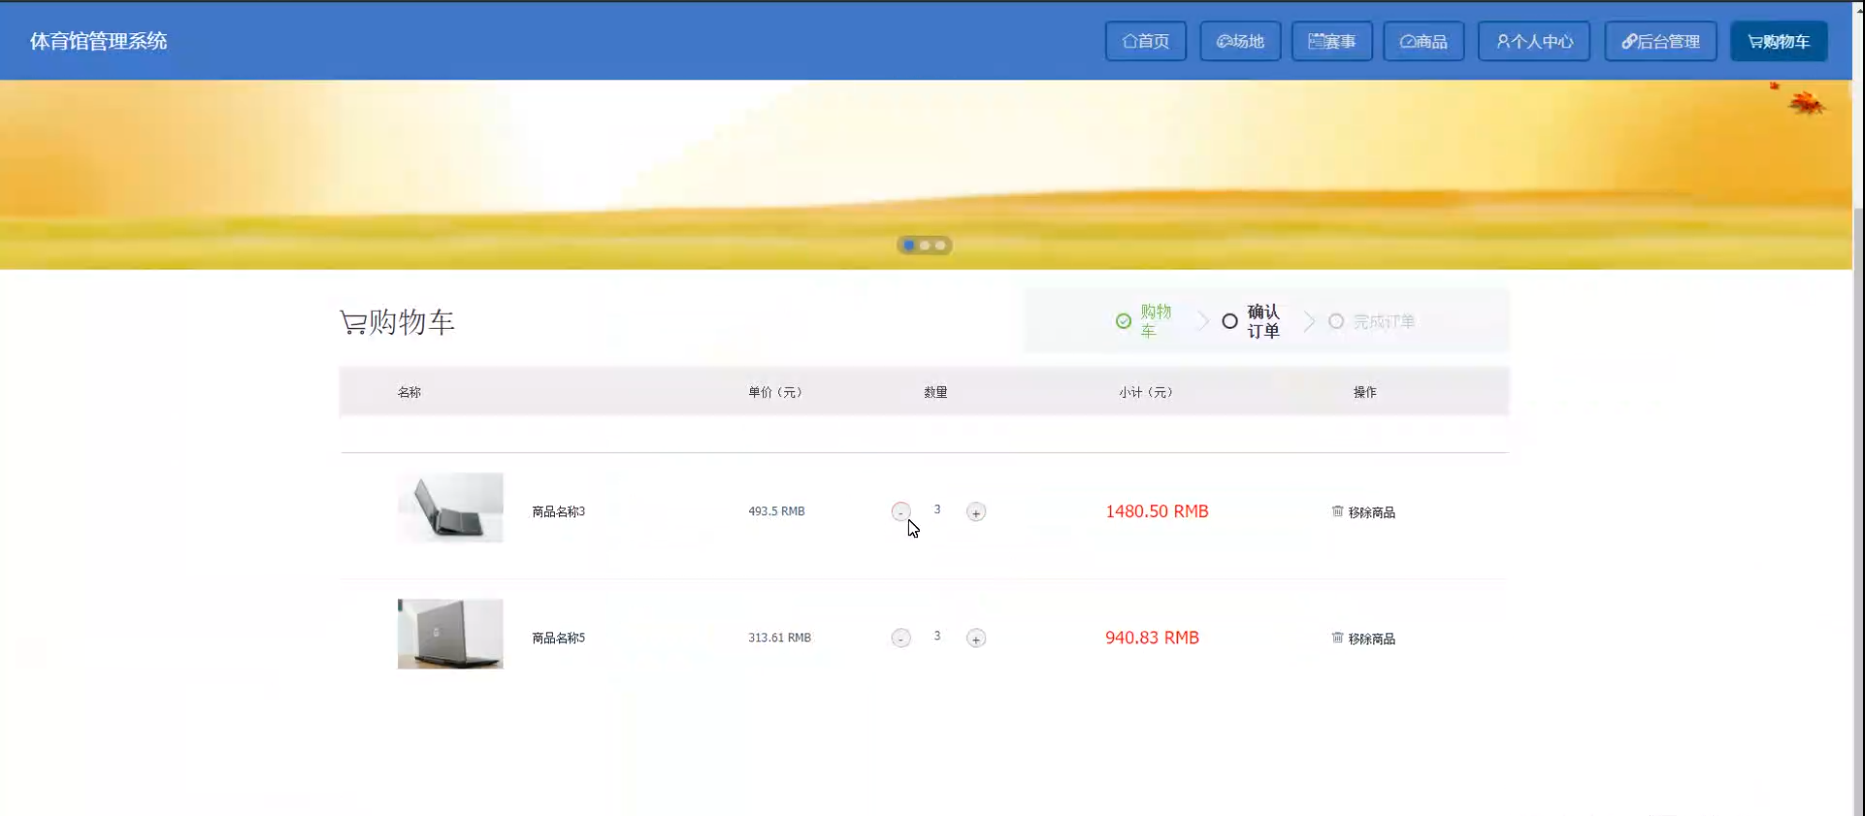 体育馆管理系统
首页
场地
赛事
商品
个人中心
后台管理
购物车
购物车
购物
车
确认
订单
完成订单
名称 单价（元） 数量 小计（元） 操作
商品名称3 493.5 RMB - 3 + 1480.50 RMB 移除商品
商品名称5 313.61 RMB - 3 + 940.83 RMB 移除商品